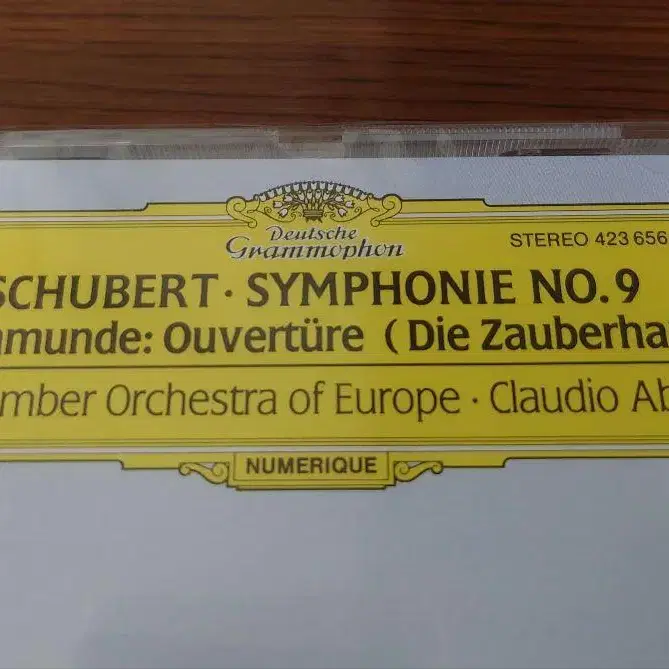 Deutsche
Grammophon
STEREO 423 656
SCHUBERT · SYMPHONIE NO. 9
munde: Ouvertüre ( Die Zauberha
mber Orchestra of Europe · Claudio Ab
NUMERIQUE